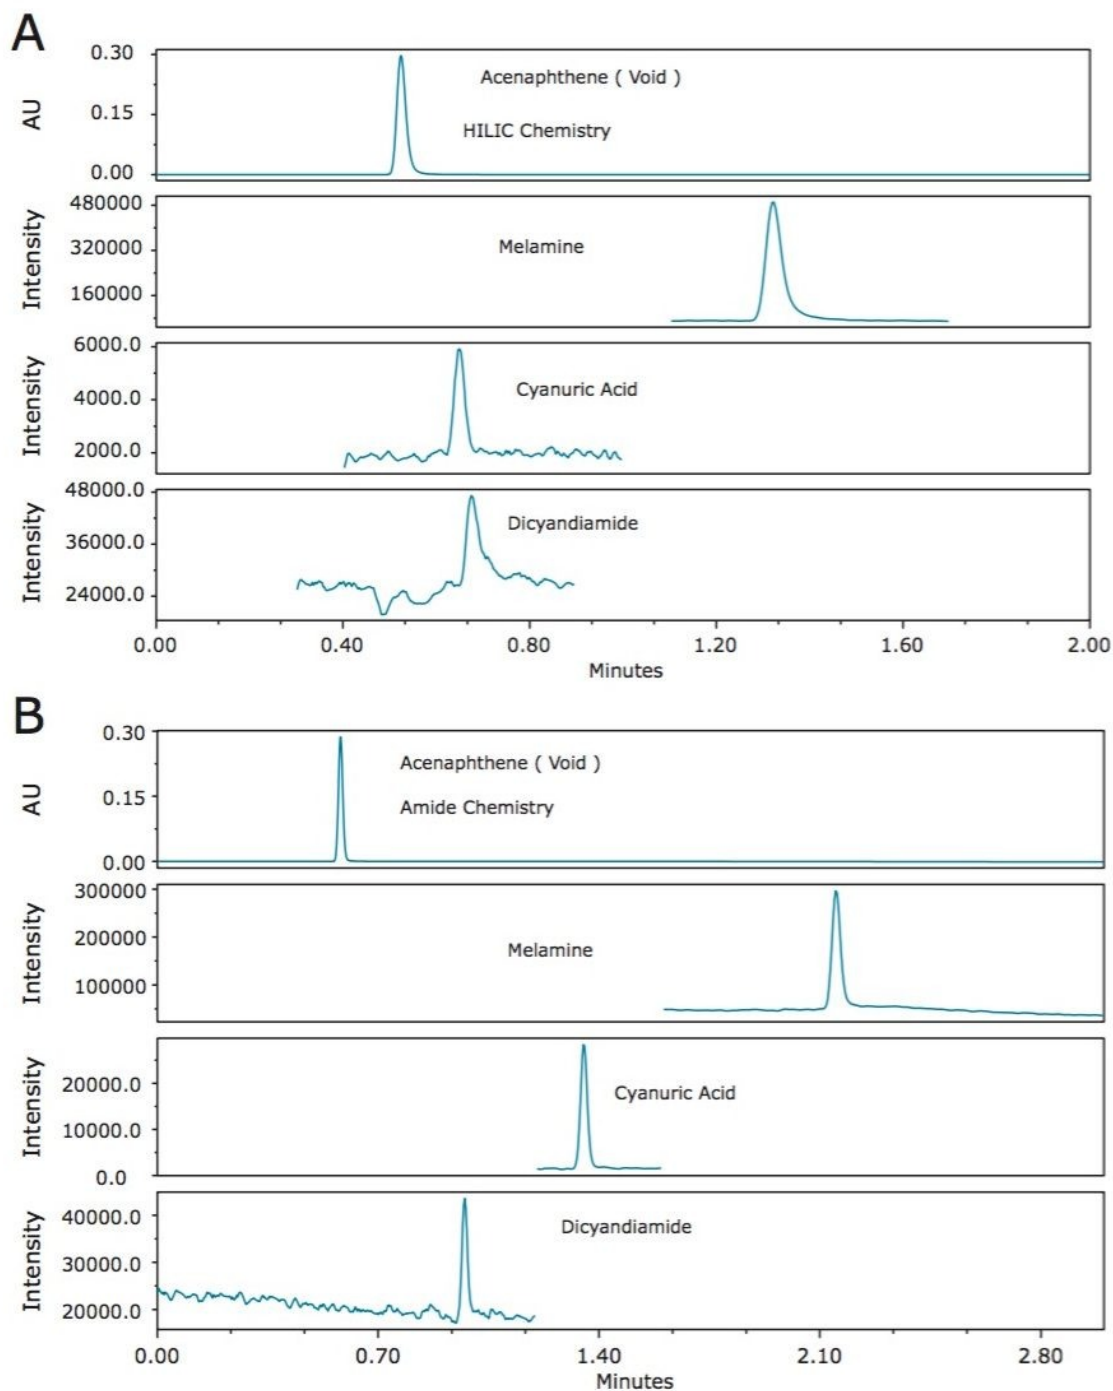 A
0.30
Acenaphthene ( Void )
AU
0.15
HILIC Chemistry
0.00
480000
Intensity
320000
Melamine
160000
6000.0
Intensity
4000.0
Cyanuric Acid
2000.0
48000.0
Intensity
36000.0
Dicyandiamide
24000.0
0.00 0.40 0.80 1.20 1.60 2.00
Minutes
B
0.30
Acenaphthene ( Void )
AU
0.15
Amide Chemistry
0.00
300000
Intensity
200000
Melamine
100000
Intensity
20000.0
Cyanuric Acid
10000.0
0.0
Intensity
40000.0
Dicyandiamide
30000.0
20000.0
0.00 0.70 1.40 2.10 2.80
Minutes